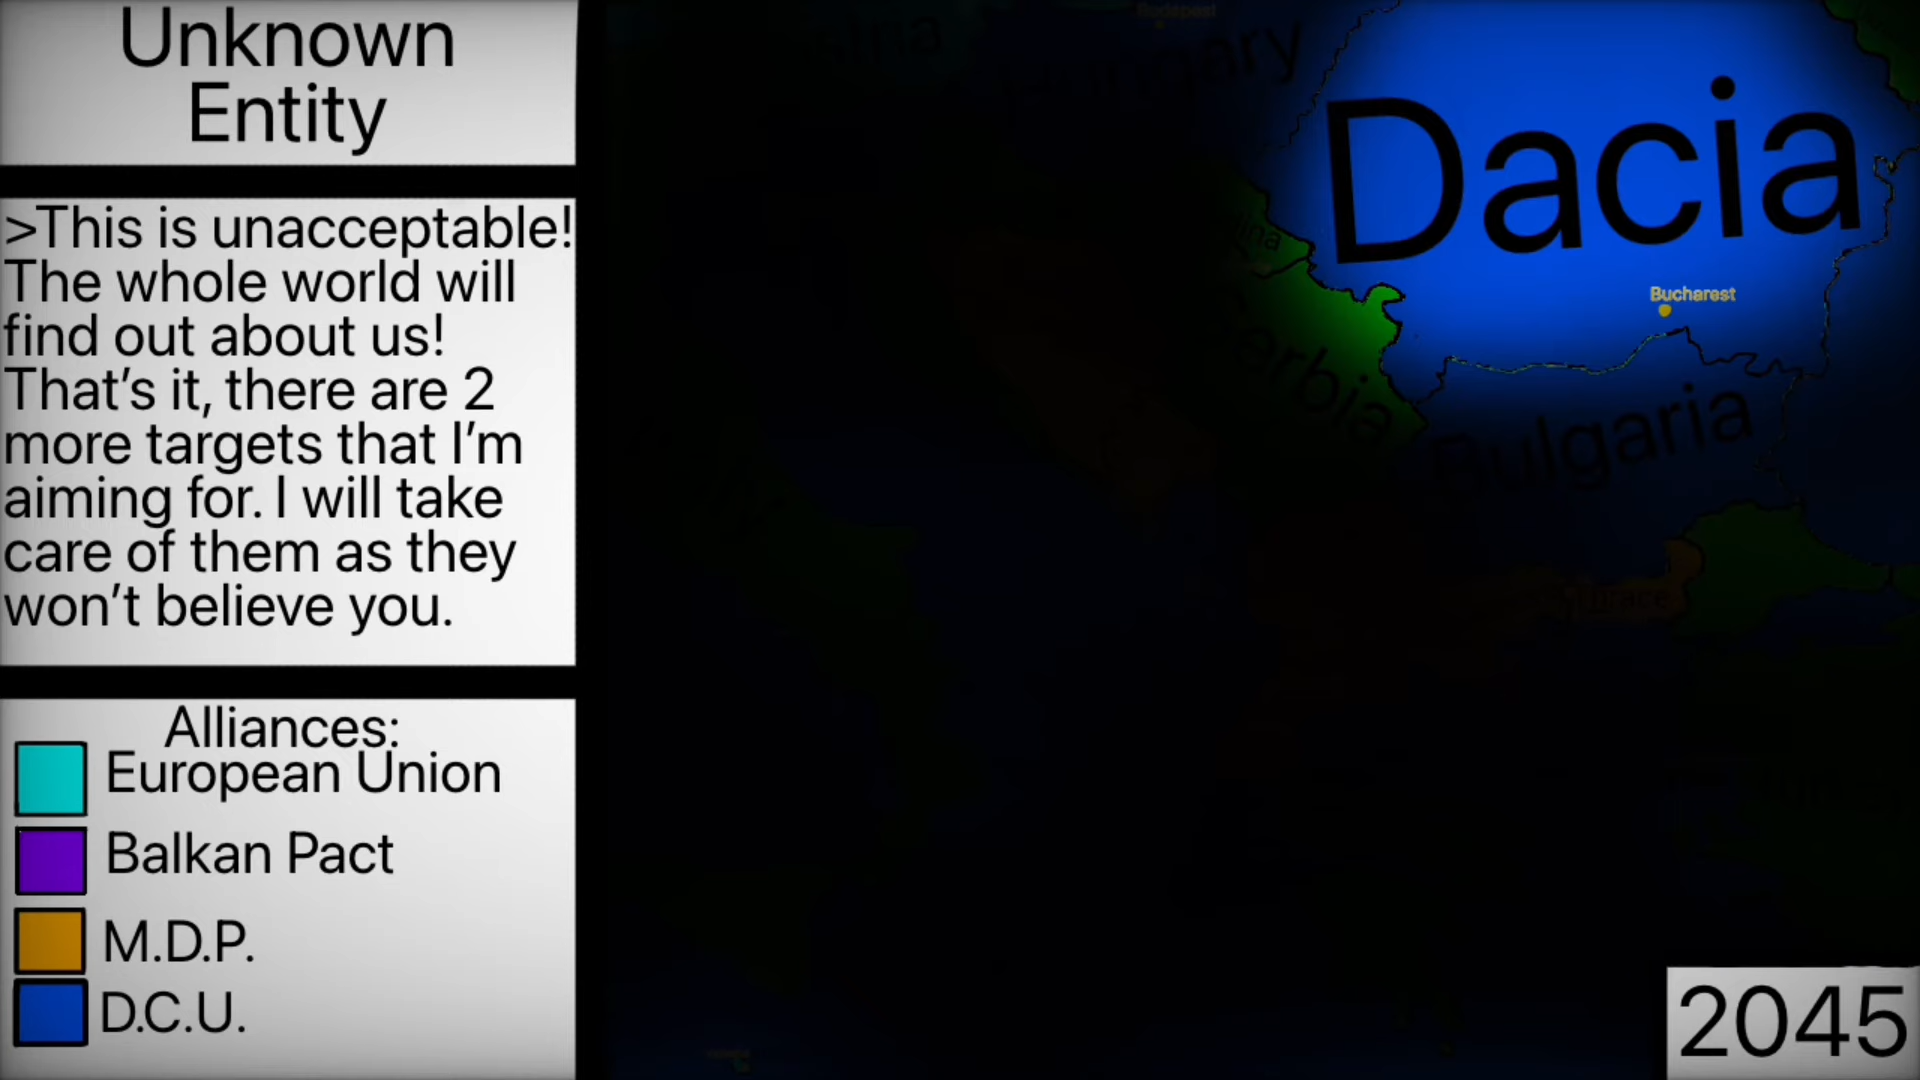 Unknown
Entity
>This is unacceptable!
The whole world will
find out about us!
That's it, there are 2
more targets that I'm
aiming for. I will take
care of them as they
won't believe you.
Alliances:
European Union
Balkan Pact
M.D.P.
D.C.U.
Budapest
Dacia
Bucharest
Bulgaria
2045